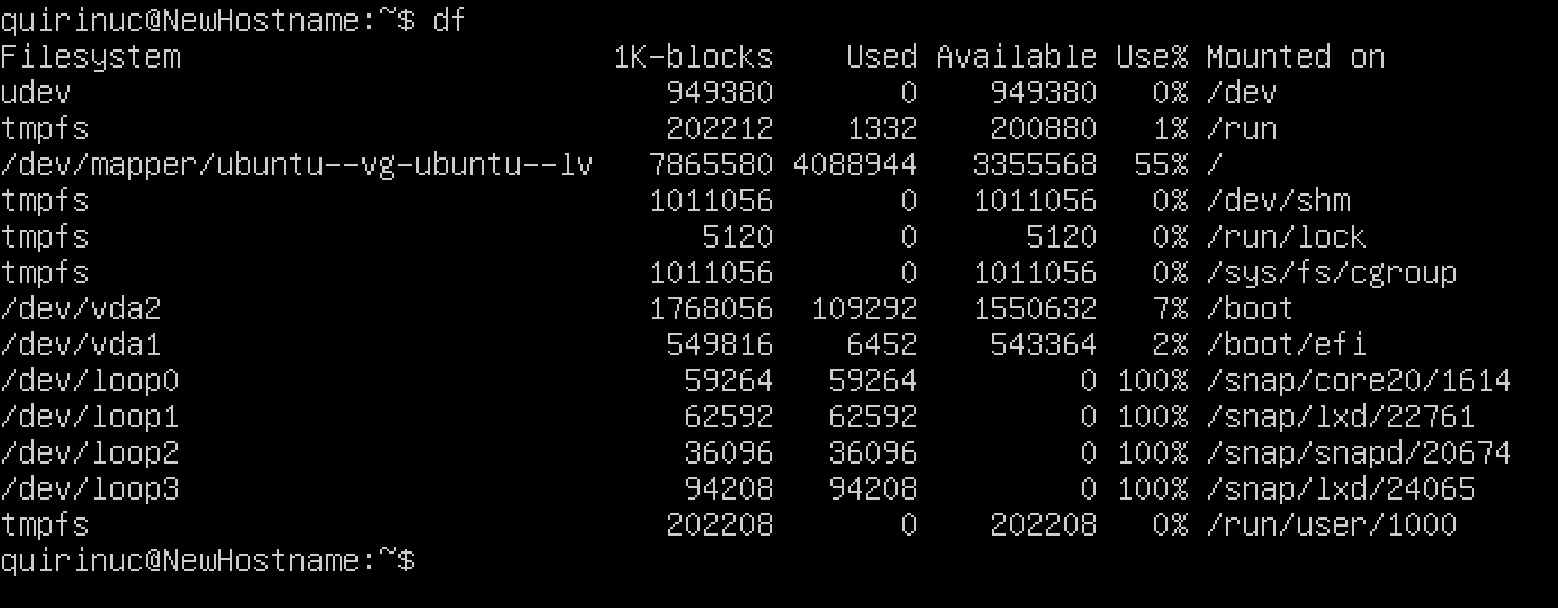 quirinuc@NewHostname:~$ df
Filesystem                        1K-blocks    Used Available Use% Mounted on
udev                                 949380       0    949380   0% /dev
tmpfs                                202212    1332    200880   1% /run
/dev/mapper/ubuntu--vg-ubuntu--lv   7865580 4088944   3355568  55% /
tmpfs                               1011056       0   1011056   0% /dev/shm
tmpfs                                  5120       0      5120   0% /run/lock
tmpfs                               1011056       0   1011056   0% /sys/fs/cgroup
/dev/vda2                           1768056  109292   1550632   7% /boot
/dev/vda1                            549816    6452    543364   2% /boot/efi
/dev/loop0                            59264   59264         0 100% /snap/core20/1614
/dev/loop1                            62592   62592         0 100% /snap/lxd/22761
/dev/loop2                            36096   36096         0 100% /snap/snapd/20674
/dev/loop3                            94208   94208         0 100% /snap/lxd/24065
tmpfs                                202208       0    202208   0% /run/user/1000
quirinuc@NewHostname:~$